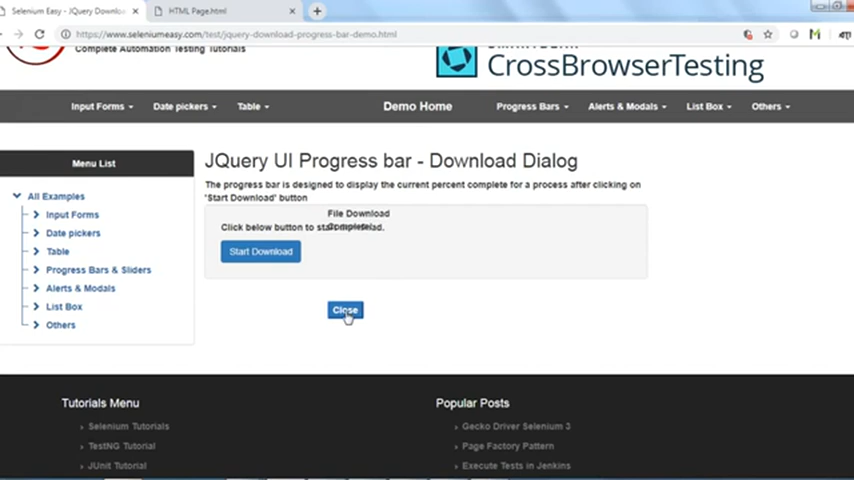 Selenium Easy - JQuery Downlo
HTML Page.html
https://www.seleniumeasy.com/test/jquery-download-progress-bar-demo.html
Complete Automation Testing Tutorials
CrossBrowserTesting
Input Forms
Date pickers
Table
Demo Home
Progress Bars
Alerts & Modals
List Box
Others
Menu List
All Examples
Input Forms
Date pickers
Table
Progress Bars & Sliders
Alerts & Modals
List Box
Others
JQuery UI Progress bar - Download Dialog
The progress bar is designed to display the current percent complete for a process after clicking on
'Start Download' button
File Download
Click below button to
Start Download
Close
Tutorials Menu
Selenium Tutorials
TestNG Tutorial
JUnit Tutorial
Popular Posts
Gecko Driver Selenium 3
Page Factory Pattern
Execute Tests in Jenkins